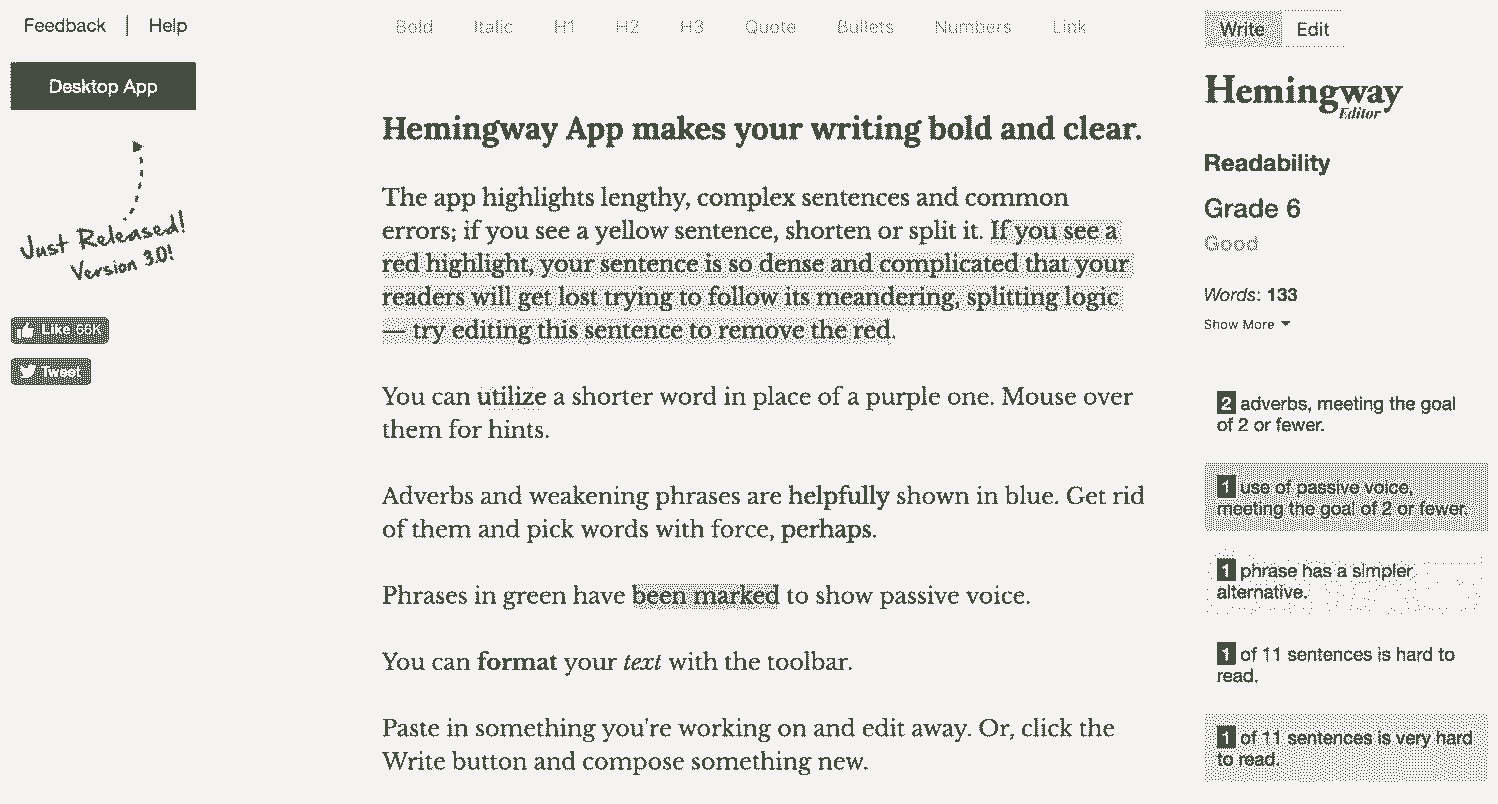 Feedback | Help
Bold Italic H1 H2 H3 Quote Bullets Numbers Link
Write Edit
Desktop App
Just Released!
Version 3.0!
Like 66K
Tweet
Hemingway App makes your writing bold and clear.
The app highlights lengthy, complex sentences and common
errors; if you see a yellow sentence, shorten or split it. If you see a
red highlight, your sentence is so dense and complicated that your
readers will get lost trying to follow its meandering, splitting logic
— try editing this sentence to remove the red.
You can utilize a shorter word in place of a purple one. Mouse over
them for hints.
Adverbs and weakening phrases are helpfully shown in blue. Get rid
of them and pick words with force, perhaps.
Phrases in green have been marked to show passive voice.
You can format your text with the toolbar.
Paste in something you're working on and edit away. Or, click the
Write button and compose something new.
Hemingway
Editor
Readability
Grade 6
Good
Words: 133
Show More
2 adverbs, meeting the goal
of 2 or fewer.
1 use of passive voice,
meeting the goal of 2 or fewer.
1 phrase has a simpler
alternative.
1 of 11 sentences is hard to
read.
1 of 11 sentences is very hard
to read.